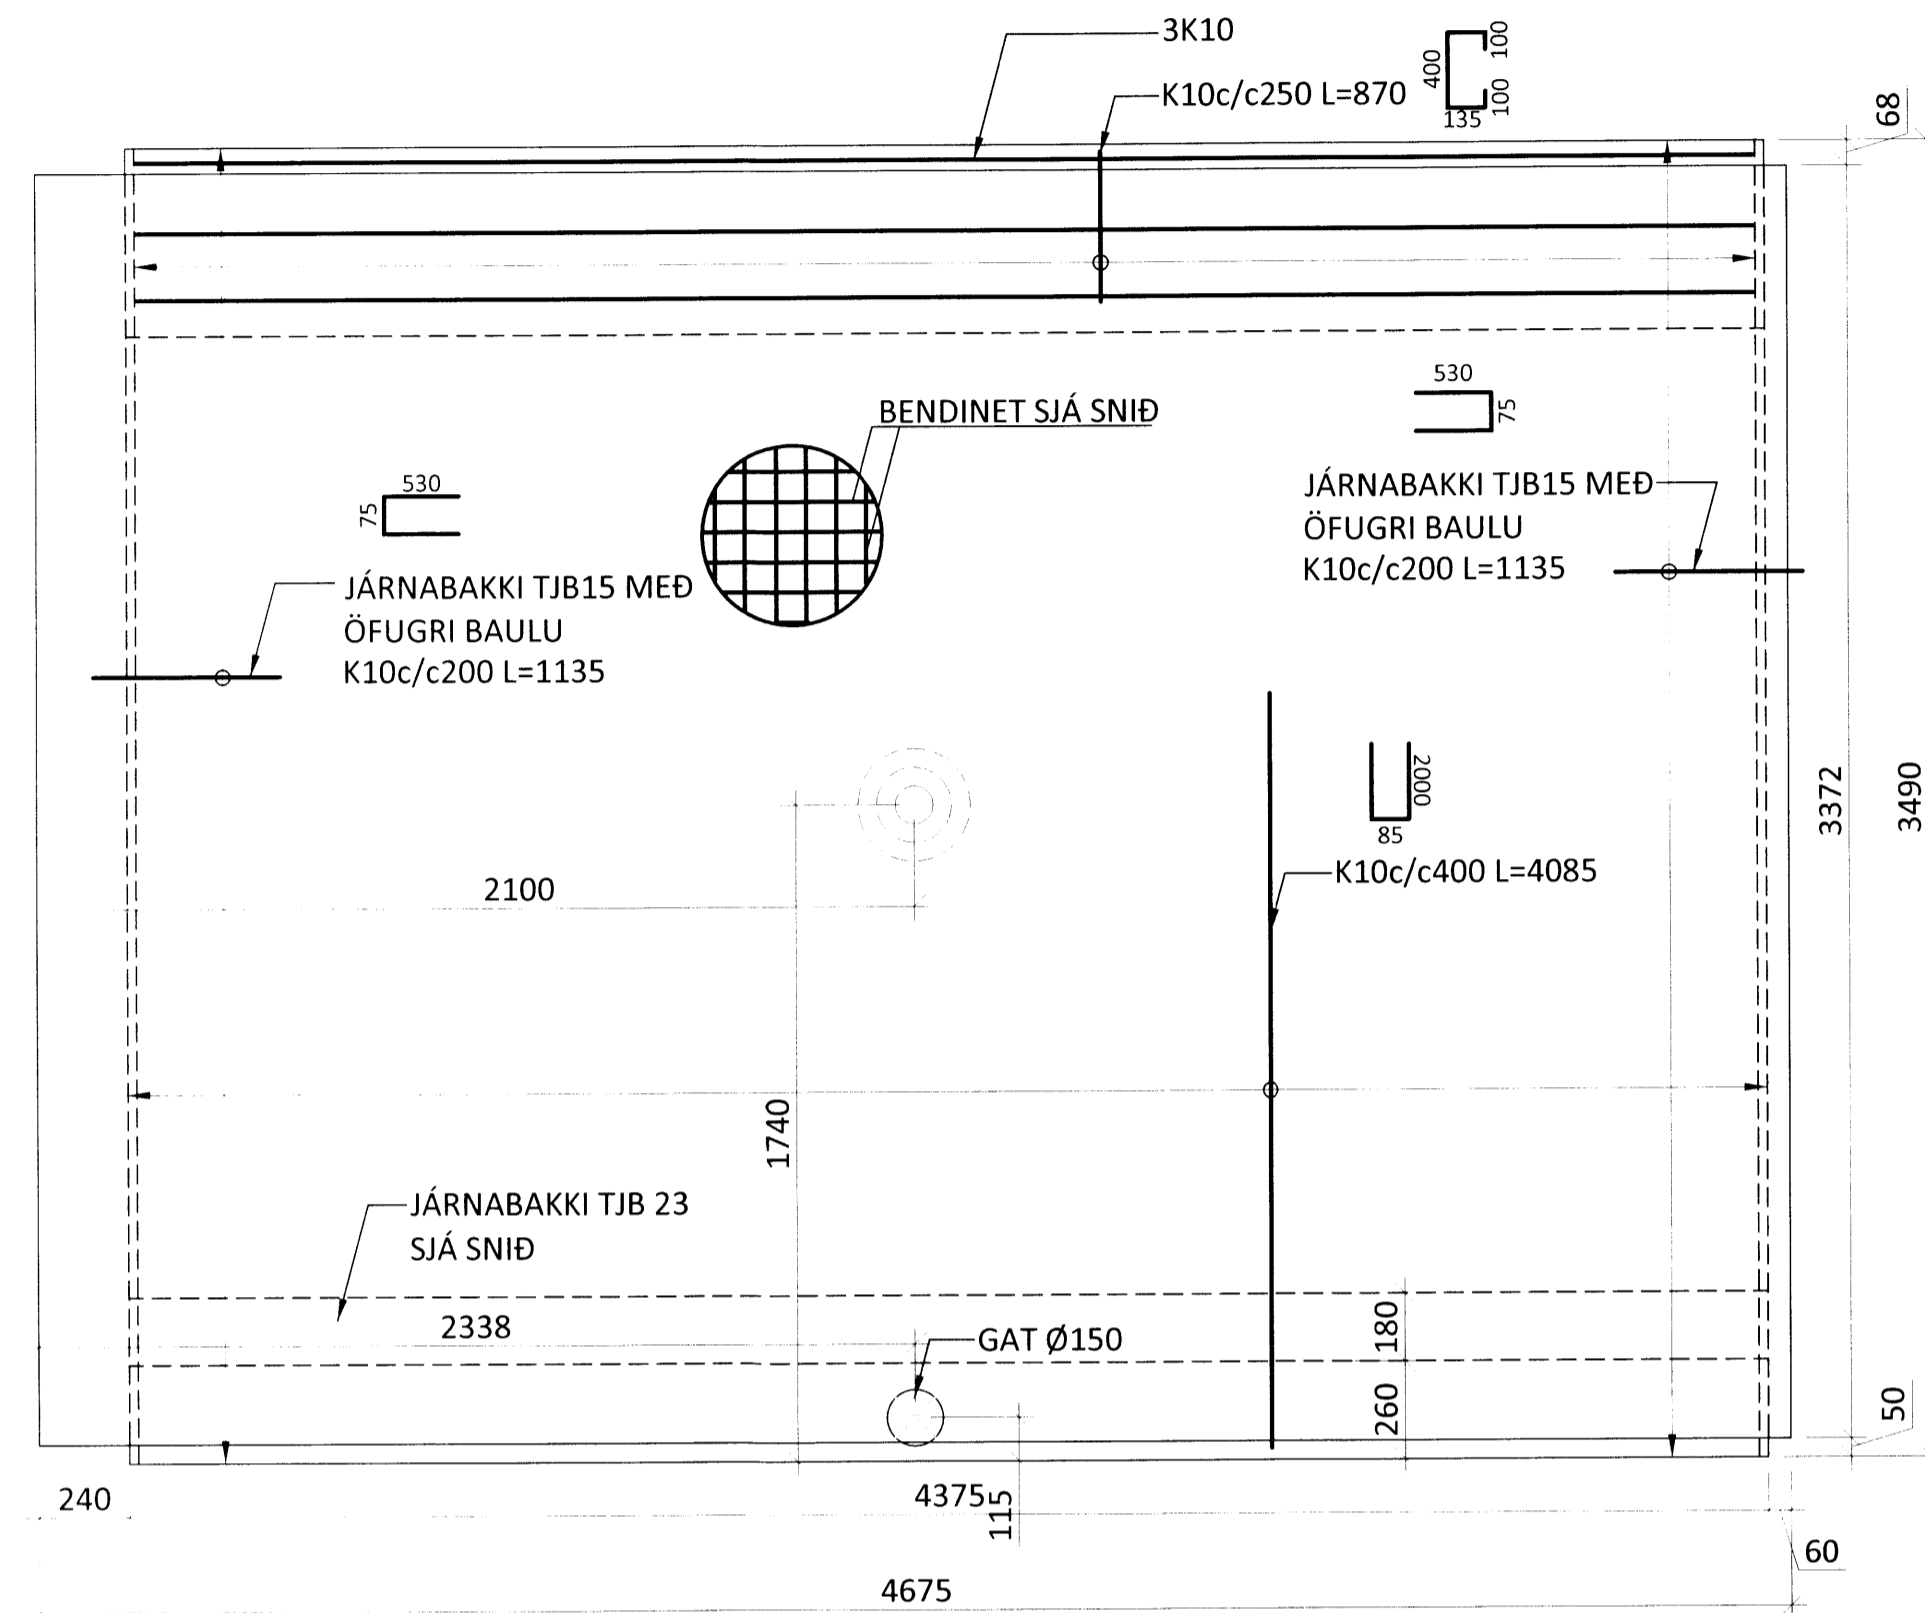 3K10
K10c/c250 L=870
400
100
100
135
68
BENDINET SJÁ SNIÐ
530
75
JÁRNABAKKI TJB15 MEÐ
ÖFUGRI BAULU
K10c/c200 L=1135
530
75
JÁRNABAKKI TJB15 MEÐ
ÖFUGRI BAULU
K10c/c200 L=1135
2000
85
K10c/c400 L=4085
3372
3490
2100
1740
JÁRNABAKKI TJB 23
SJÁ SNIÐ
2338
GAT Ø150
180
260
50
240
4375
115
60
4675